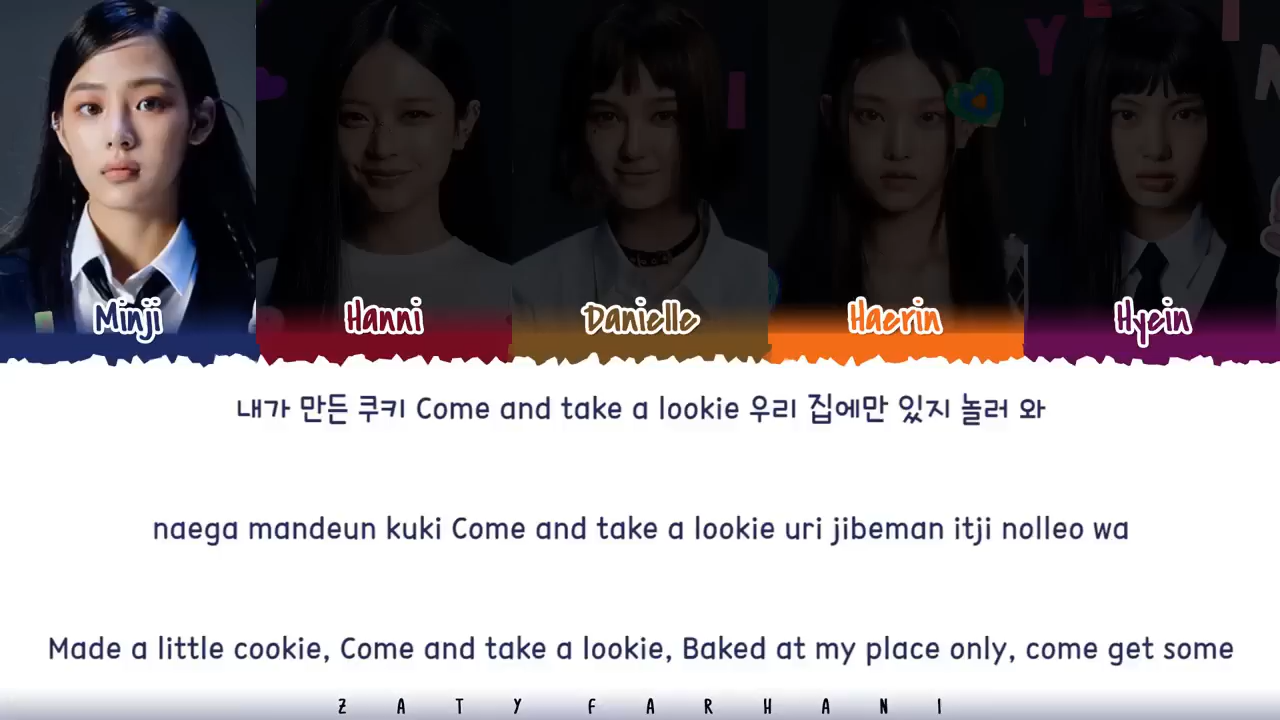 Minji Hanni Danielle Haerin Hyein
내가 만든 쿠키 Come and take a lookie 우리 집에만 있지 놀러 와
naega mandeun kuki Come and take a lookie uri jibeman itji nolleo wa
Made a little cookie, Come and take a lookie, Baked at my place only, come get some
ZATY FARHANI